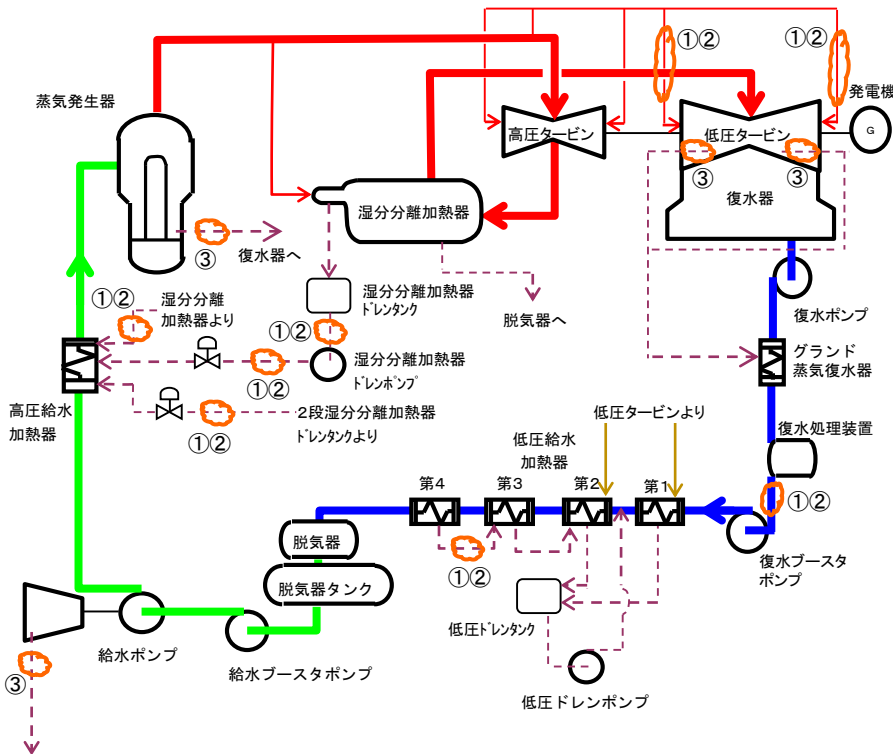 ①②
①②
発電機
蒸気発生器
高圧タービン
低圧タービン
G
③
③
湿分分離加熱器
復水器
③
復水器へ
①②
湿分分離
加熱器より
湿分分離加熱器
ドレンタンク
脱気器へ
①②
復水ポンプ
湿分分離加熱器
ドレンポンプ
①②
グランド
蒸気復水器
高圧給水
加熱器
2段湿分分離加熱器
ドレンタンクより
①②
低圧タービンより
低圧給水
加熱器
復水処理装置
第4
第3
第2
第1
①②
脱気器
①②
復水ブースタ
ポンプ
脱気器タンク
低圧ドレンタンク
給水ポンプ
給水ブースタポンプ
③
低圧ドレンポンプ